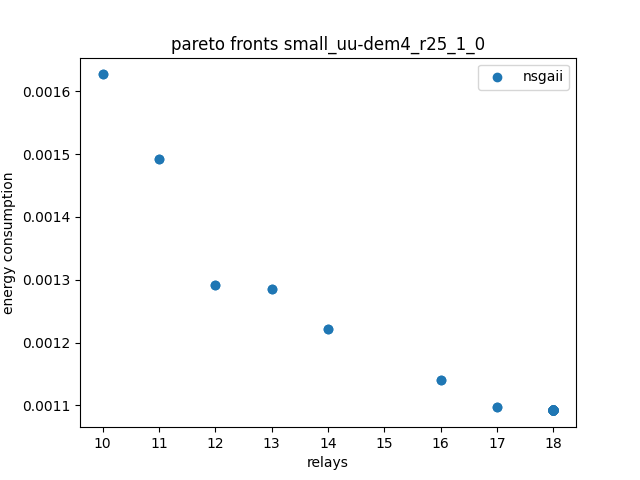 pareto fronts small_uu-dem4_r25_1_0
nsgaii
0.0016
0.0015
0.0014
0.0013
0.0012
0.0011
energy consumption
10 11 12 13 14 15 16 17 18
relays